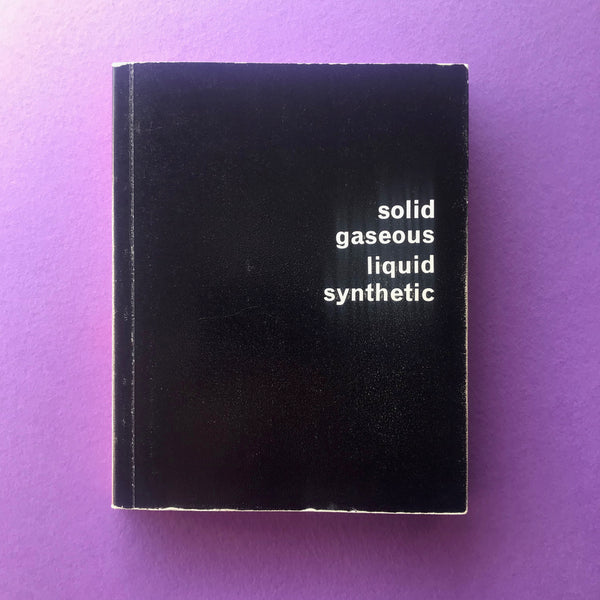 solid
gaseous
liquid
synthetic